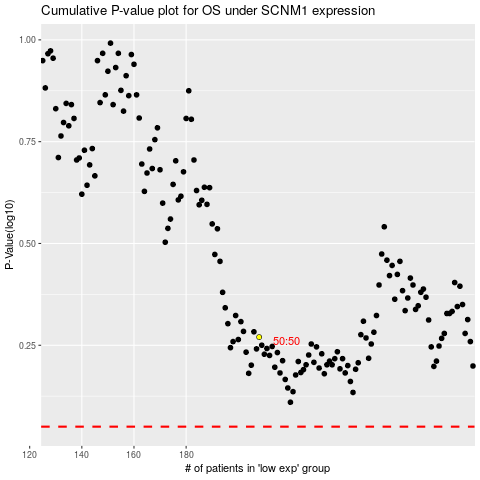 Cumulative P-value plot for OS under SCNM1 expression
1.00
0.75
0.50
0.25
P-Value(log10)
50:50
120 140 160 180
# of patients in 'low exp' group